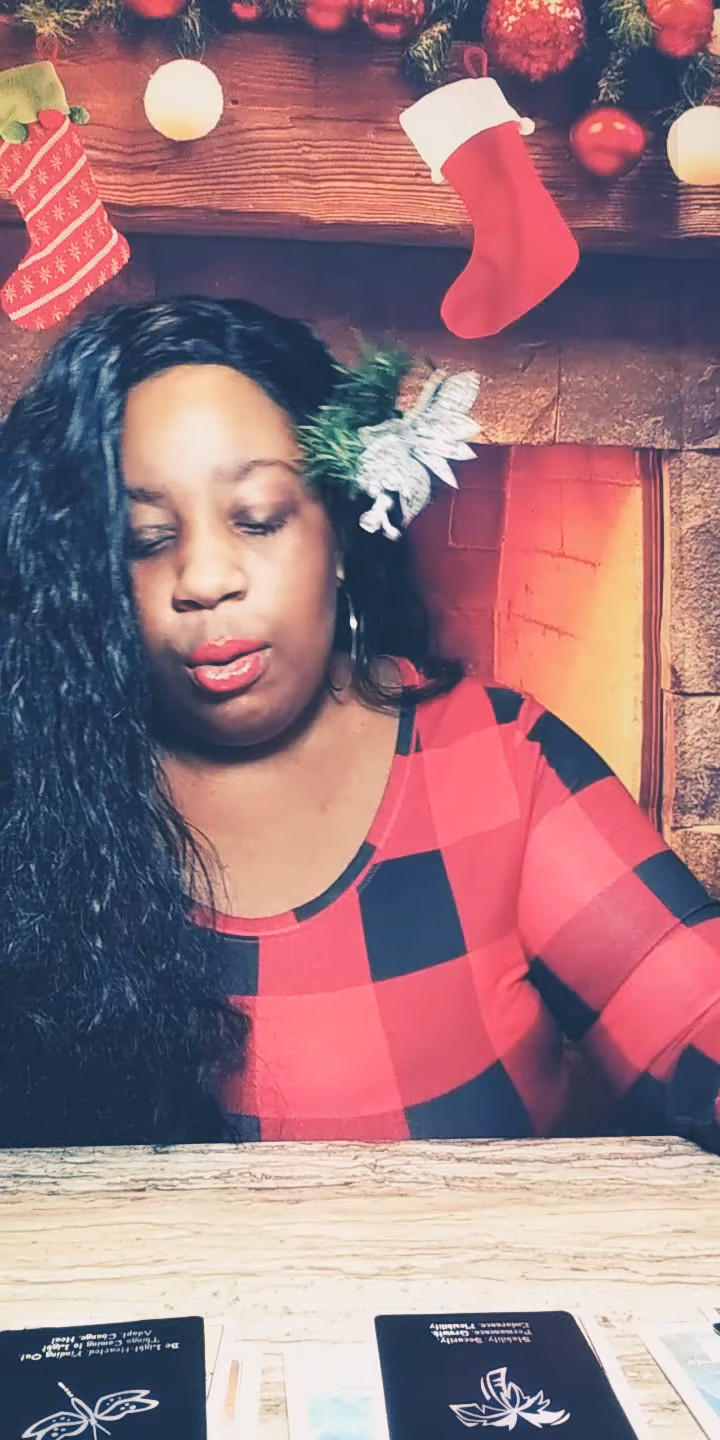 Be Light-Hearted. Finding Out
Things Coming to Light
Adapt. Change. Heal
Stability. Security.
Permanence. Growth.
Endurance. Flexibility